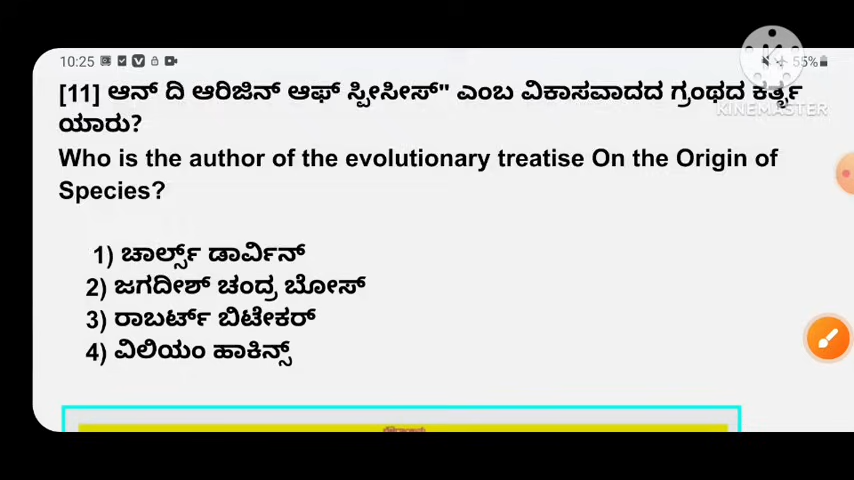 10:25
55%
KINEMASTER
[11] ಆನ್ ದಿ ಆರಿಜಿನ್ ಆಫ್ ಸ್ಪೀಸೀಸ್" ಎಂಬ ವಿಕಾಸವಾದದ ಗ್ರಂಥದ ಕರ್ತೃ
ಯಾರು?
Who is the author of the evolutionary treatise On the Origin of
Species?
1) ಚಾರ್ಲ್ಸ್ ಡಾರ್ವಿನ್
2) ಜಗದೀಶ್ ಚಂದ್ರ ಬೋಸ್
3) ರಾಬರ್ಟ್ ಬಿಟೇಕರ್
4) ವಿಲಿಯಂ ಹಾಕಿನ್ಸ್